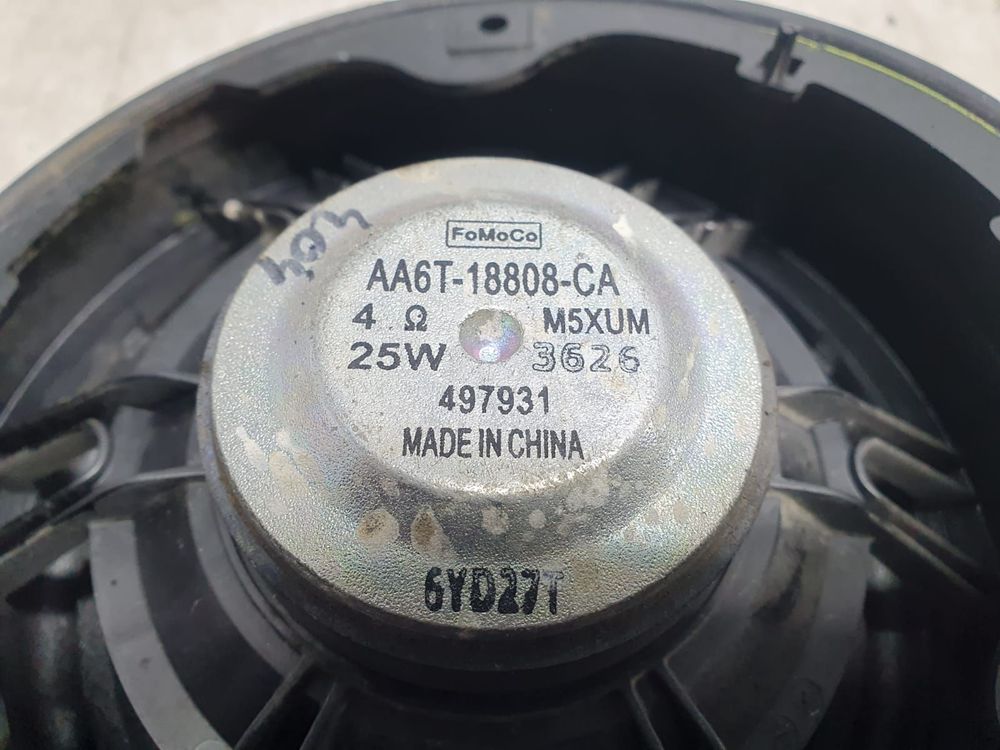 FoMoCo
AA6T-18808-CA
4 Ω M5XUM
25W 3626
497931
MADE IN CHINA
6YD27T